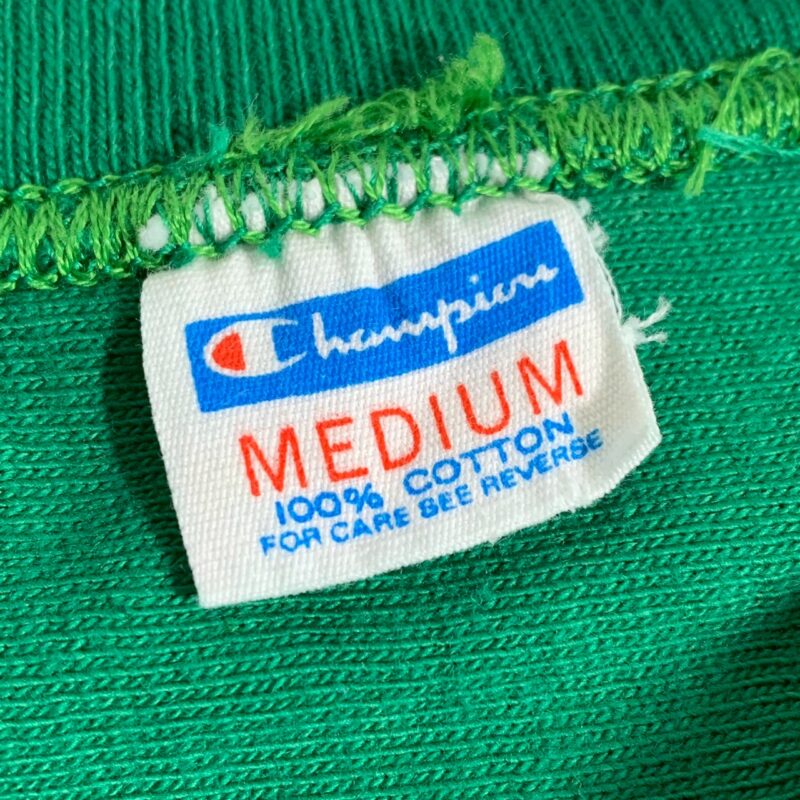 Champion
MEDIUM
100% COTTON
FOR CARE SEE REVERSE